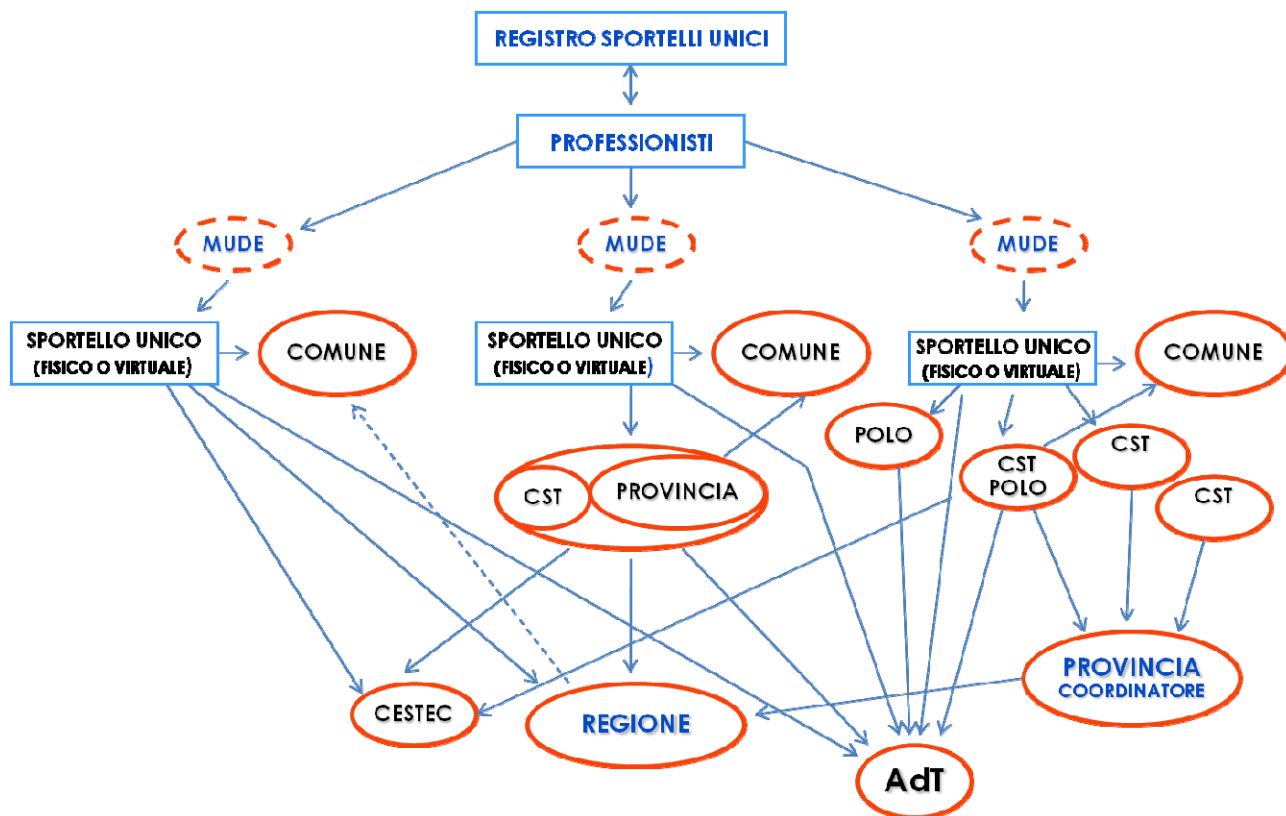 REGISTRO SPORTELLI UNICI
PROFESSIONISTI
MUDE
MUDE
MUDE
SPORTELLO UNICO
(FISICO O VIRTUALE)
COMUNE
SPORTELLO UNICO
(FISICO O VIRTUALE)
COMUNE
SPORTELLO UNICO
(FISICO O VIRTUALE)
COMUNE
POLO
CST
POLO
CST
CST
CST
PROVINCIA
PROVINCIA
COORDINATORE
CESTEC
REGIONE
AdT